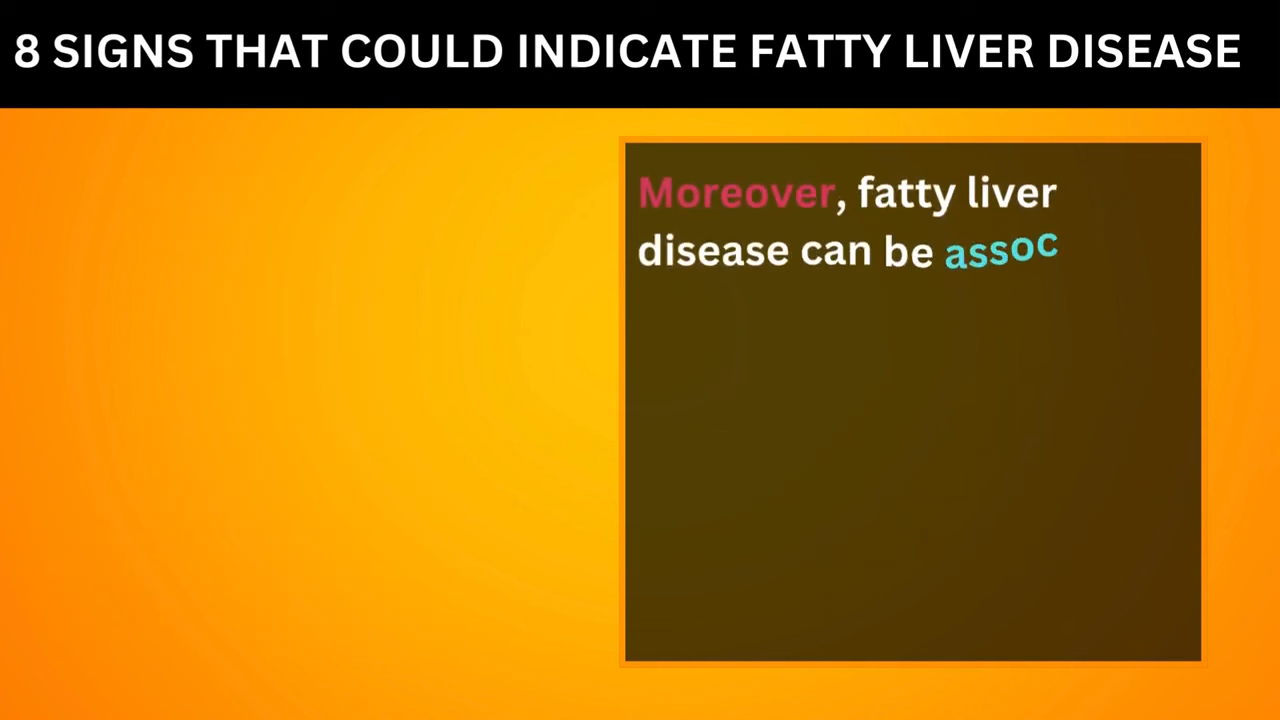 8 SIGNS THAT COULD INDICATE FATTY LIVER DISEASE
Moreover, fatty liver
disease can be assoc